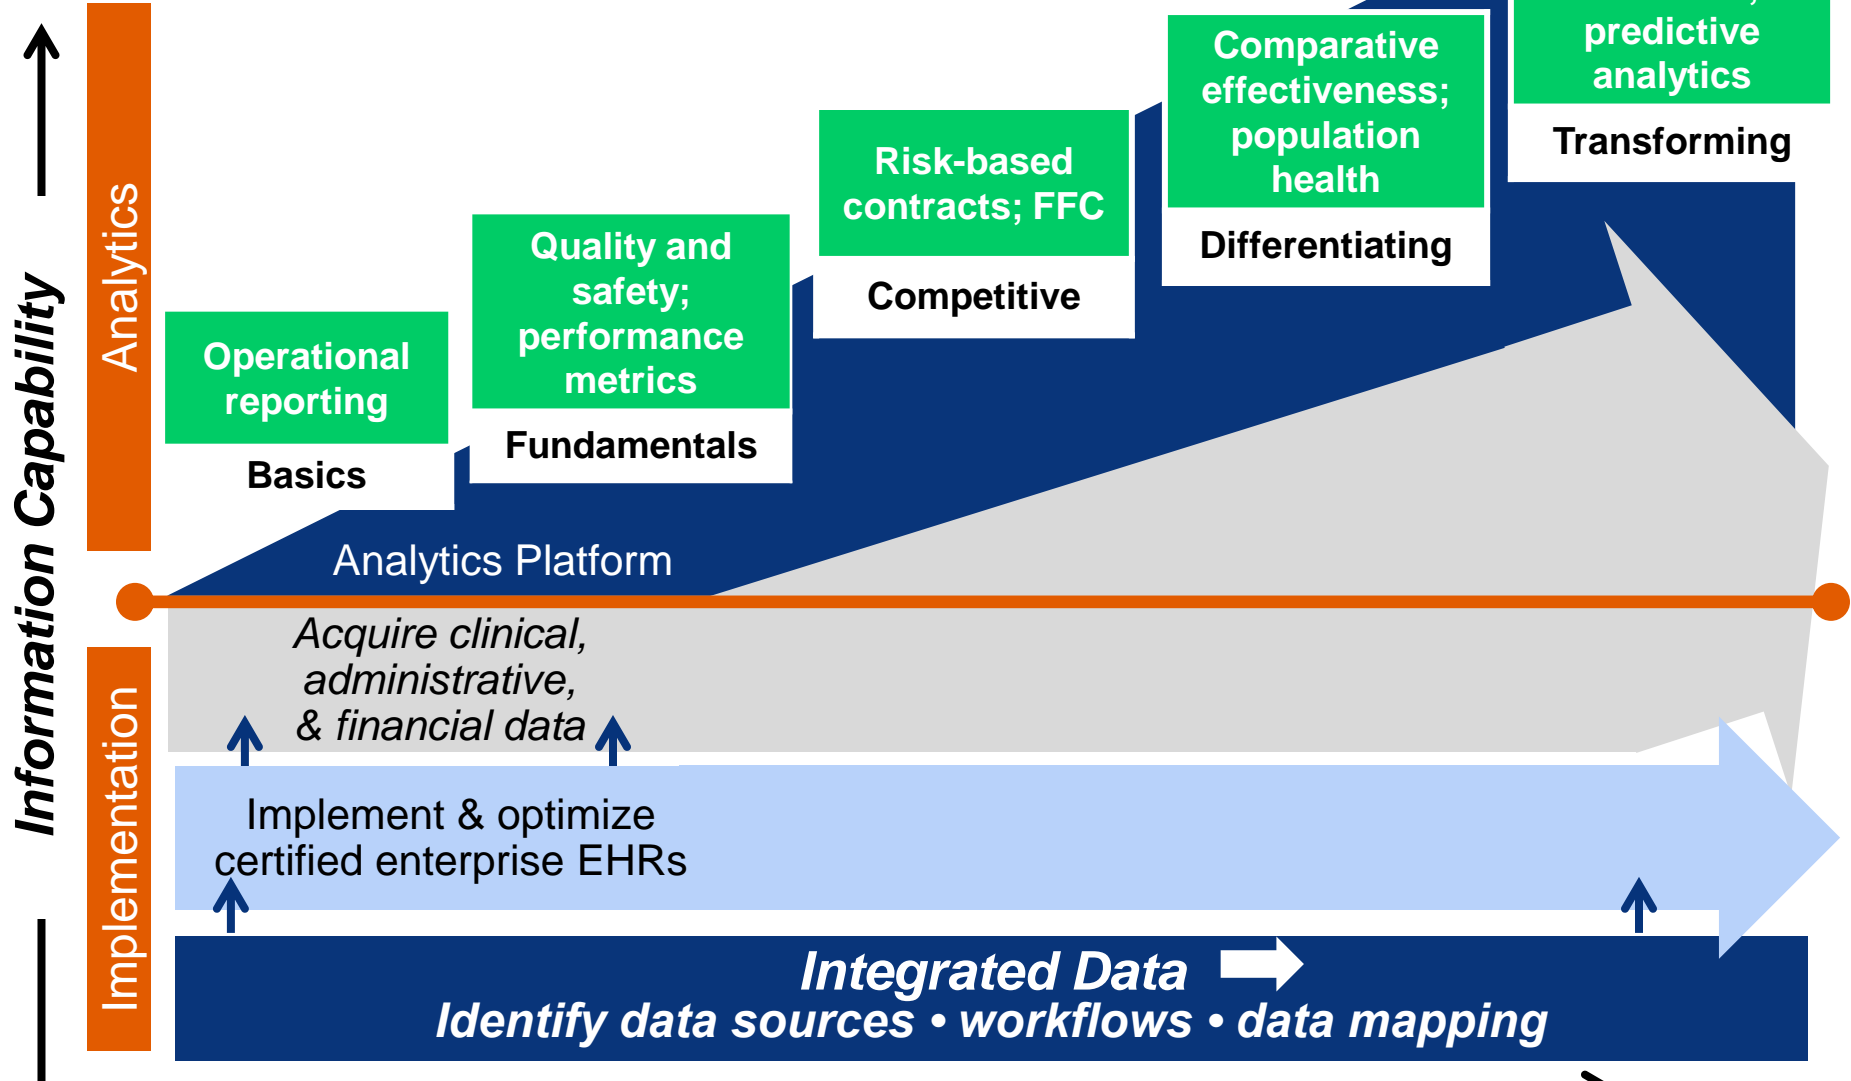 predictive
analytics
Transforming
Comparative
effectiveness;
population
health
Differentiating
Risk-based
contracts; FFC
Competitive
Quality and
safety;
performance
metrics
Fundamentals
Operational
reporting
Basics
Analytics
Information Capability
Analytics Platform
Acquire clinical,
administrative,
& financial data
Implementation
Implement & optimize
certified enterprise EHRs
Integrated Data
Identify data sources • workflows • data mapping